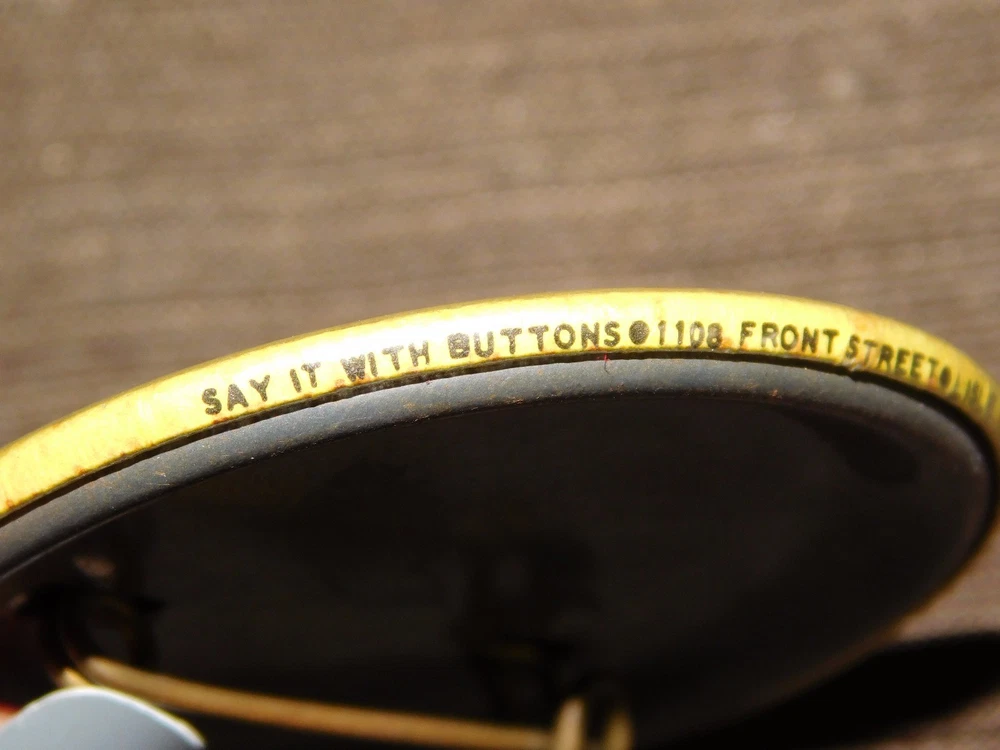 SAY IT WITH BUTTONS●1108 FRONT STREET●